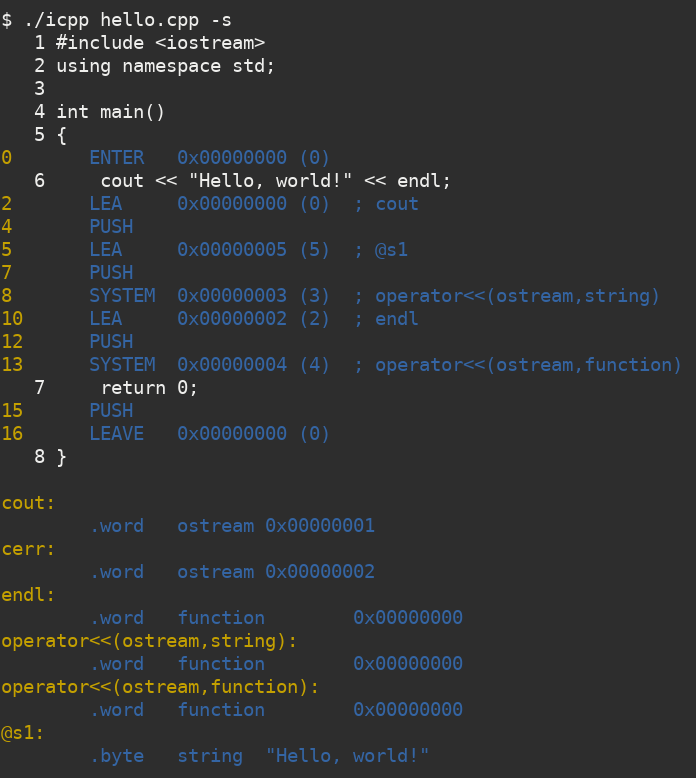 $ ./icpp hello.cpp -s
   1 #include <iostream>
   2 using namespace std;
   3
   4 int main()
   5 {
0       ENTER   0x00000000 (0)
   6     cout << "Hello, world!" << endl;
2       LEA     0x00000000 (0)  ; cout
4       PUSH
5       LEA     0x00000005 (5)  ; @s1
7       PUSH
8       SYSTEM  0x00000003 (3)  ; operator<<(ostream,string)
10      LEA     0x00000002 (2)  ; endl
12      PUSH
13      SYSTEM  0x00000004 (4)  ; operator<<(ostream,function)
   7     return 0;
15      PUSH
16      LEAVE   0x00000000 (0)
   8 }

cout:
        .word   ostream 0x00000001
cerr:
        .word   ostream 0x00000002
endl:
        .word   function        0x00000000
operator<<(ostream,string):
        .word   function        0x00000000
operator<<(ostream,function):
        .word   function        0x00000000
@s1:
        .byte   string  "Hello, world!"